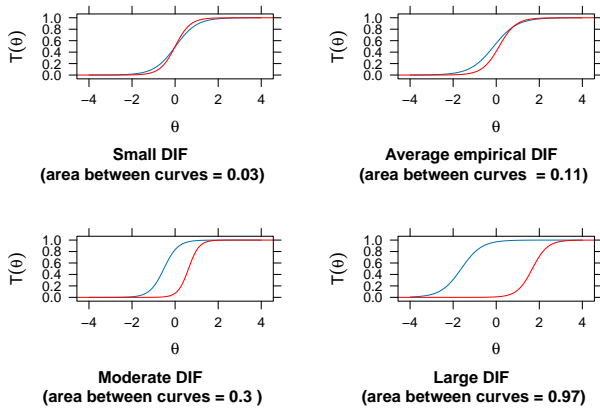 T(θ)
1.0
0.8
0.6
0.4
0.2
0.0
−4 −2 0 2 4
θ
Small DIF
(area between curves = 0.03)
T(θ)
1.0
0.8
0.6
0.4
0.2
0.0
−4 −2 0 2 4
θ
Average empirical DIF
(area between curves  = 0.11)
T(θ)
1.0
0.8
0.6
0.4
0.2
0.0
−4 −2 0 2 4
θ
Moderate DIF
(area between curves = 0.3 )
T(θ)
1.0
0.8
0.6
0.4
0.2
0.0
−4 −2 0 2 4
θ
Large DIF
(area between curves = 0.97)